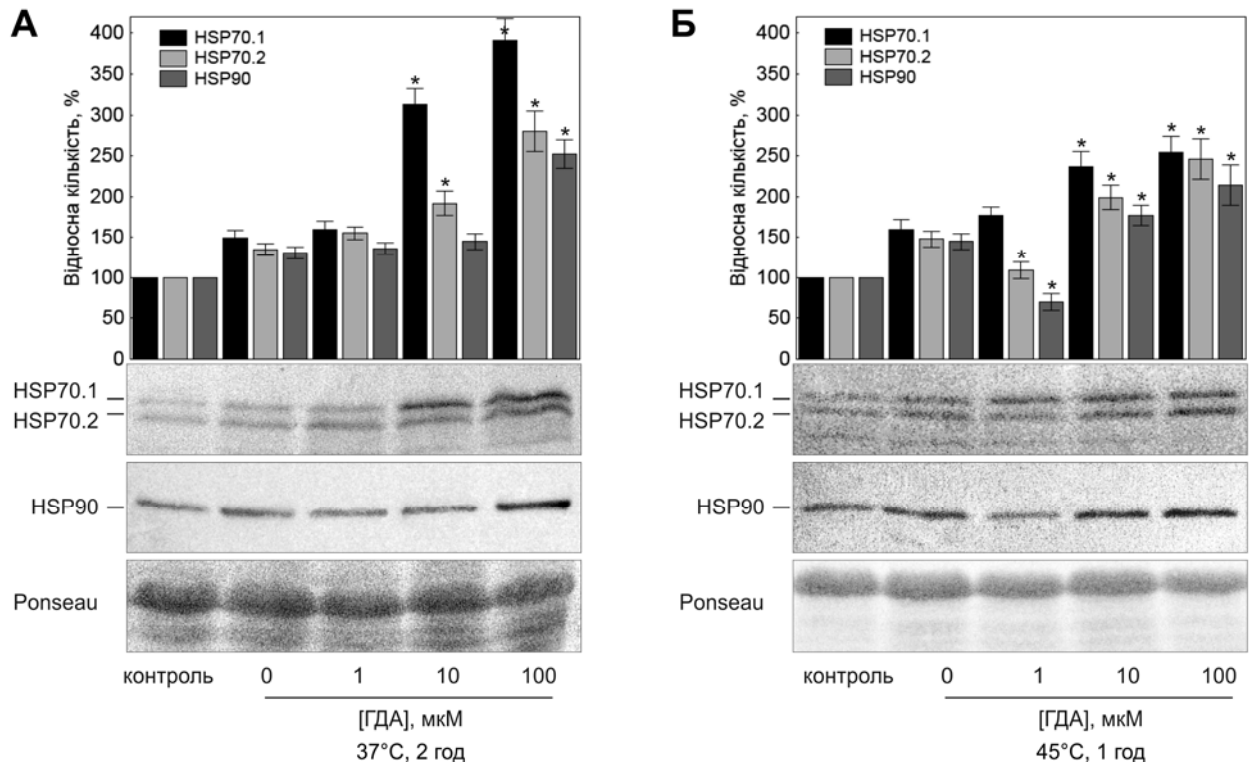 А
Відносна кількість, %
400
350
300
250
200
150
100
50
0
HSP70.1
HSP70.2
HSP90
*
*
*
*
*
HSP70.1
HSP70.2
HSP90
Ponseau
контроль 0 1 10 100
[ГДА], мкМ
37°C, 2 год
Б
Відносна кількість, %
400
350
300
250
200
150
100
50
0
HSP70.1
HSP70.2
HSP90
*
*
*
*
*
*
*
*
HSP70.1
HSP70.2
HSP90
Ponseau
контроль 0 1 10 100
[ГДА], мкМ
45°C, 1 год